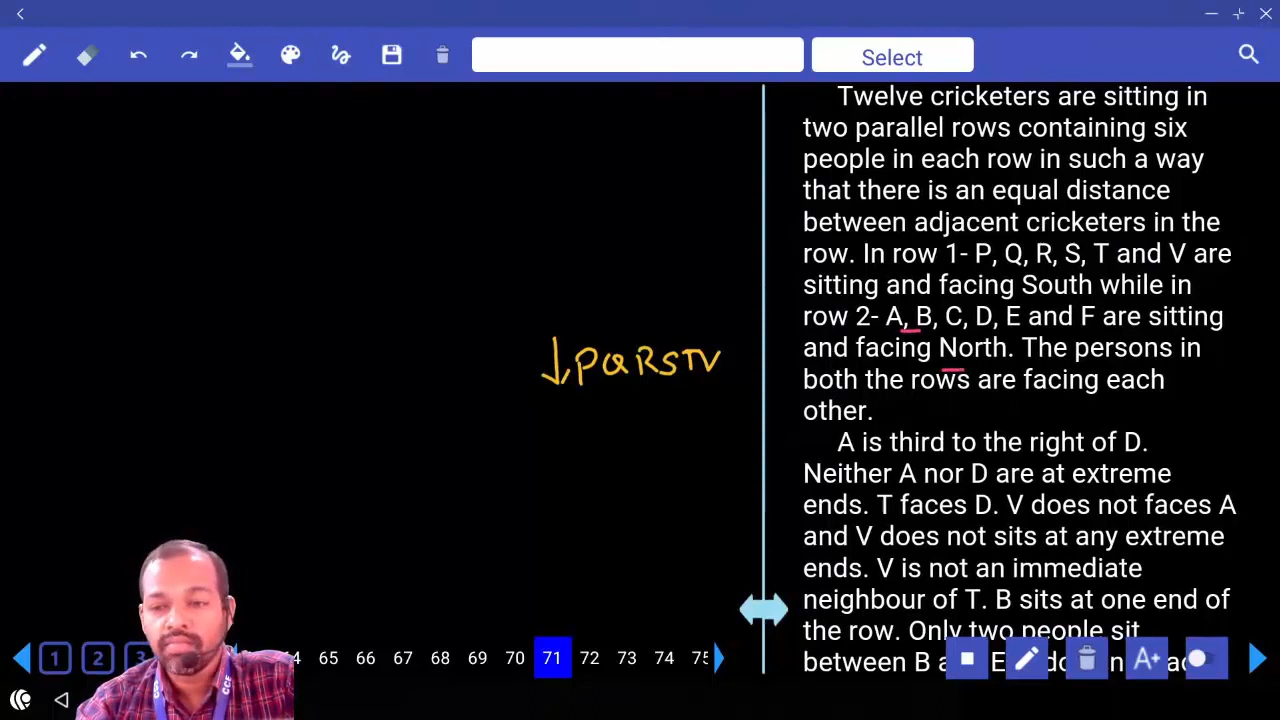 Select
Twelve cricketers are sitting in
two parallel rows containing six
people in each row in such a way
that there is an equal distance
between adjacent cricketers in the
row. In row 1- P, Q, R, S, T and V are
sitting and facing South while in
row 2- A, B, C, D, E and F are sitting
and facing North. The persons in
both the rows are facing each
other.
A is third to the right of D.
Neither A nor D are at extreme
ends. T faces D. V does not faces A
and V does not sits at any extreme
ends. V is not an immediate
neighbour of T. B sits at one end of
the row. Only two people sit
between B
↓ PQRSTV
1 2 3 65 66 67 68 69 70 71 72 73 74 75
A+
CCE